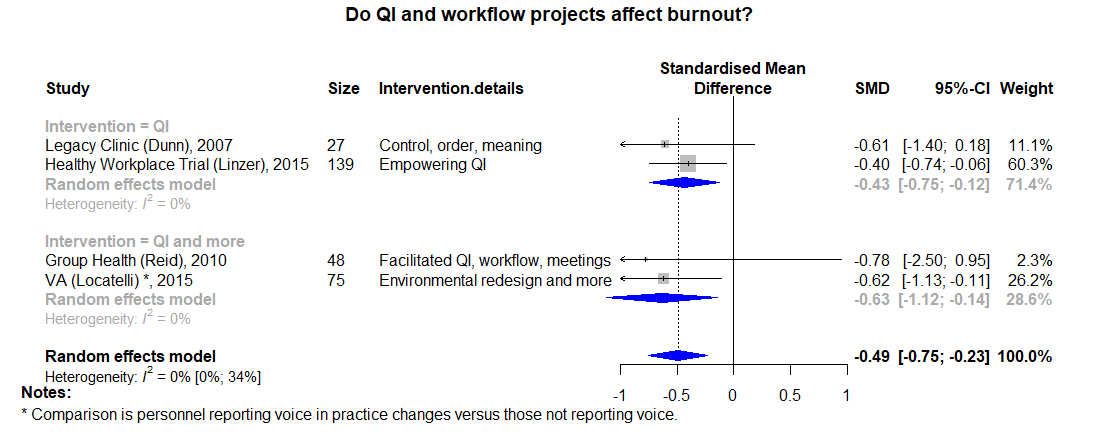 Do QI and workflow projects affect burnout?
Standardised Mean
Study Size Intervention.details Difference SMD 95%-CI Weight
Intervention = QI
Legacy Clinic (Dunn), 2007 27 Control, order, meaning -0.61 [-1.40; 0.18] 11.1%
Healthy Workplace Trial (Linzer), 2015 139 Empowering QI -0.40 [-0.74; -0.06] 60.3%
Random effects model -0.43 [-0.75; -0.12] 71.4%
Heterogeneity: I² = 0%
Intervention = QI and more
Group Health (Reid), 2010 48 Facilitated QI, workflow, meetings -0.78 [-2.50; 0.95] 2.3%
VA (Locatelli) *, 2015 75 Environmental redesign and more -0.62 [-1.13; -0.11] 26.2%
Random effects model -0.63 [-1.12; -0.14] 28.6%
Heterogeneity: I² = 0%
Random effects model -0.49 [-0.75; -0.23] 100.0%
Heterogeneity: I² = 0% [0%; 34%]
-1 -0.5 0 0.5 1
Notes:
* Comparison is personnel reporting voice in practice changes versus those not reporting voice.